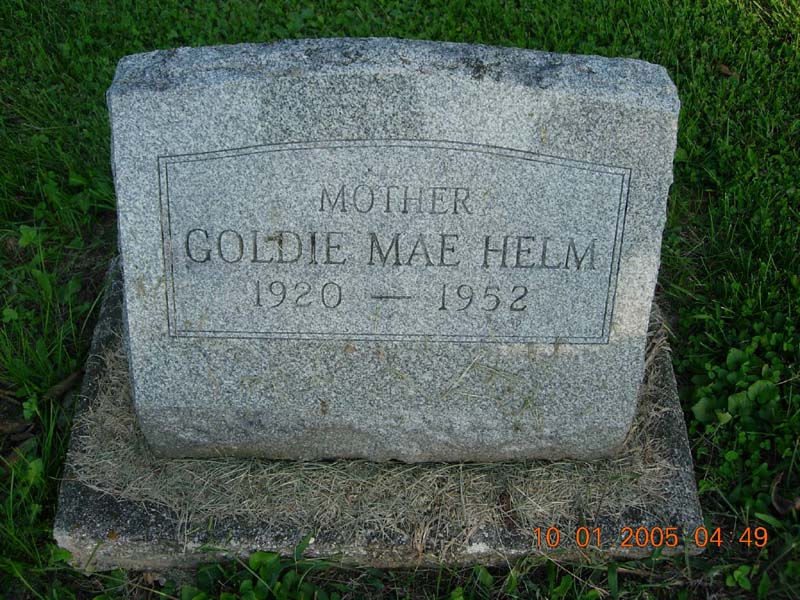 MOTHER
GOLDIE MAE HELM
1920 — 1952
10 01 2005 04 49